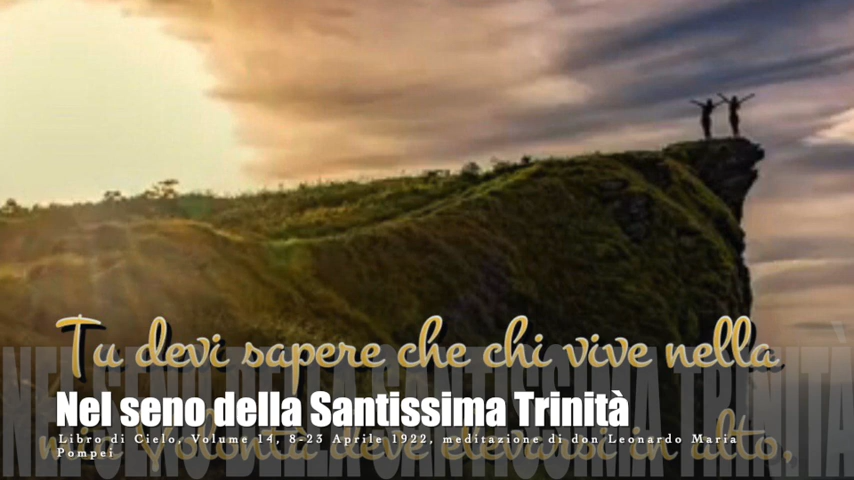 Tu devi sapere che chi vive nella
NEL SENO DELLA SANTISSIMA TRINITÀ
Nel seno della Santissima Trinità
mia Volontà deve elevarsi in alto,
Libro di Cielo, Volume 14, 8-23 Aprile 1922, meditazione di don Leonardo Maria
Pompei